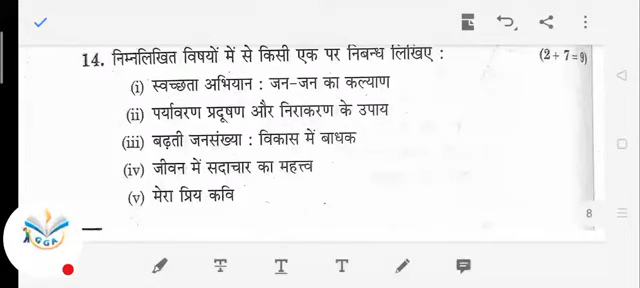 14. निम्नलिखित विषयों में से किसी एक पर निबन्ध लिखिए : (2 + 7 = 9)
(i) स्वच्छता अभियान : जन-जन का कल्याण
(ii) पर्यावरण प्रदूषण और निराकरण के उपाय
(iii) बढ़ती जनसंख्या : विकास में बाधक
(iv) जीवन में सदाचार का महत्त्व
(v) मेरा प्रिय कवि
8
GGA
T T T